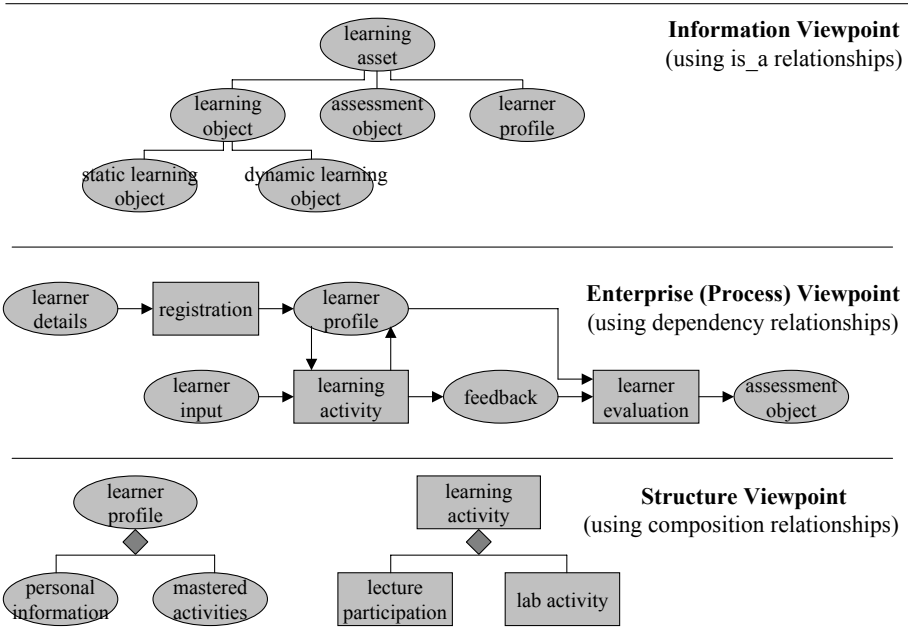 Information Viewpoint
(using is_a relationships)
learning
asset
learning
object
assessment
object
learner
profile
static learning
object
dynamic learning
object
Enterprise (Process) Viewpoint
(using dependency relationships)
learner
details
registration
learner
profile
learner
input
learning
activity
feedback
learner
evaluation
assessment
object
Structure Viewpoint
(using composition relationships)
learner
profile
personal
information
mastered
activities
learning
activity
lecture
participation
lab activity